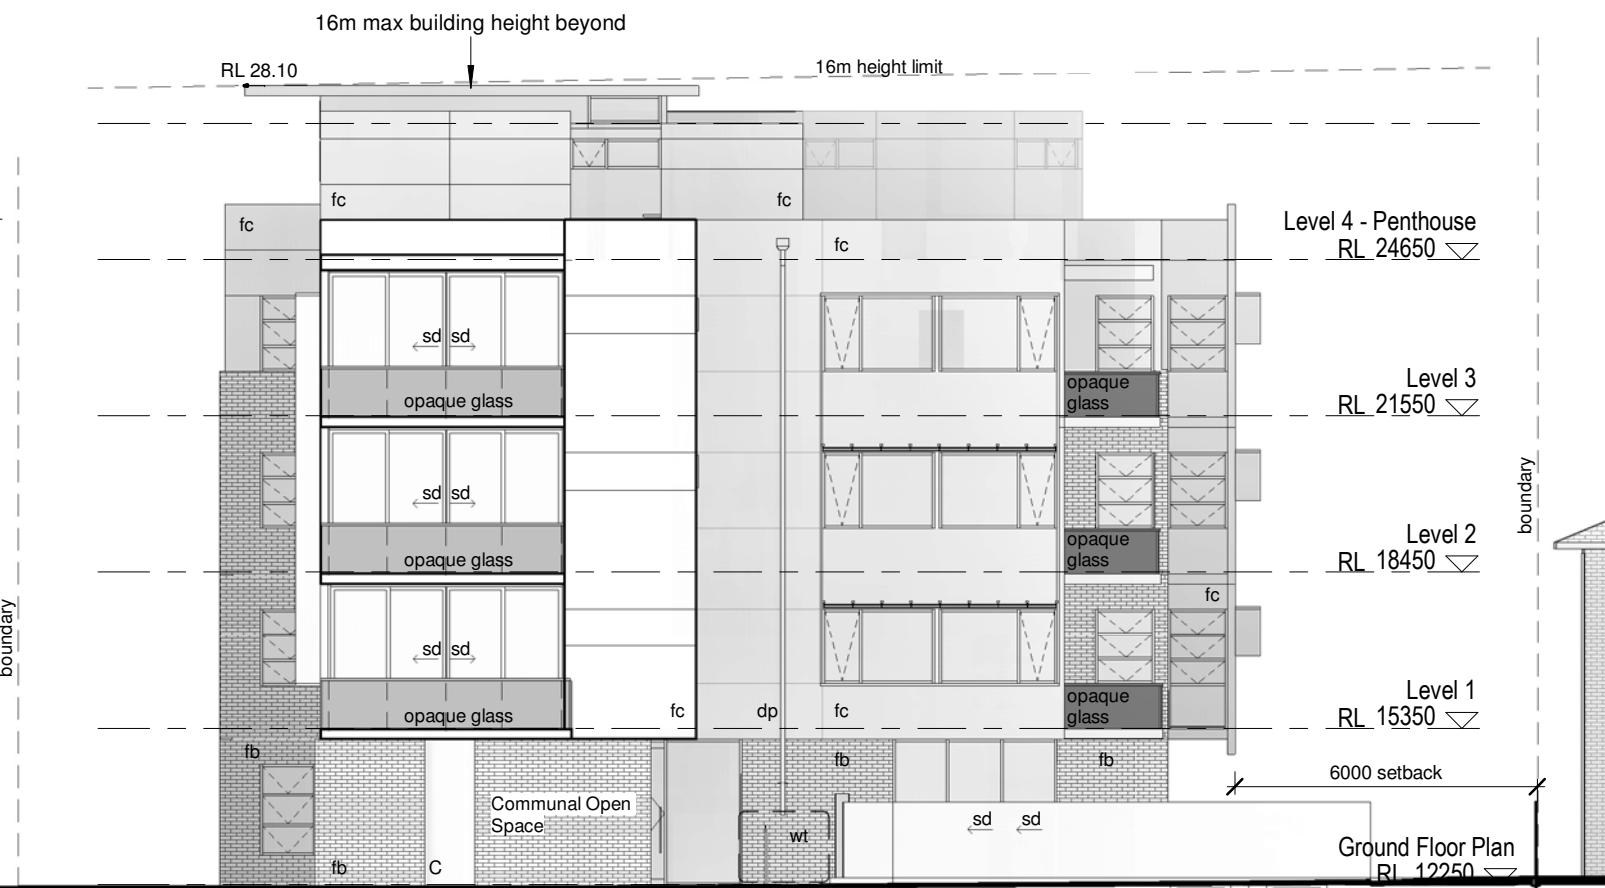 16m max building height beyond
RL 28.10
16m height limit
fc
fc
fc
fc
Level 4 - Penthouse
RL 24650
sd sd
opaque glass
opaque glass
Level 3
RL 21550
sd sd
opaque glass
opaque glass
boundary
Level 2
RL 18450
fc
boundary
sd sd
opaque glass
fc
dp
fc
opaque glass
Level 1
RL 15350
fb
fb
fb
6000 setback
Communal Open Space
sd sd
wt
fb
C
Ground Floor Plan
RL 12250